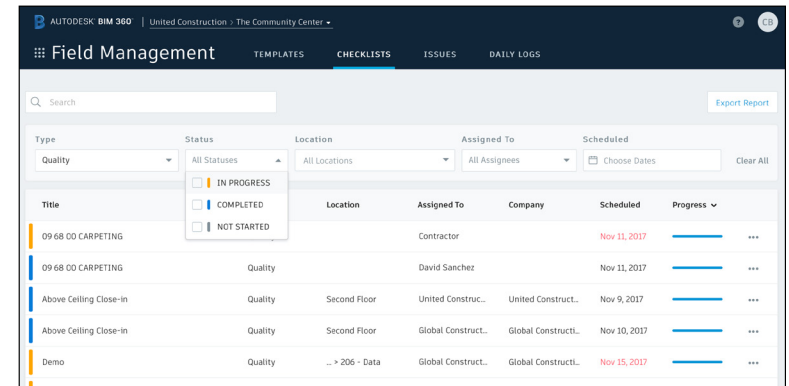 AUTODESK® BIM 360° | United Construction > The Community Center
? CB
Field Management TEMPLATES CHECKLISTS ISSUES DAILY LOGS
Search Export Report
Type Status Location Assigned To Scheduled
Quality All Statuses All Locations All Assignees Choose Dates Clear All
IN PROGRESS
COMPLETED
NOT STARTED
Title Location Assigned To Company Scheduled Progress
09 68 00 CARPETING Contractor Nov 11, 2017
09 68 00 CARPETING Quality David Sanchez Nov 11, 2017
Above Ceiling Close-in Quality Second Floor United Construc... United Construct... Nov 9, 2017
Above Ceiling Close-in Quality Second Floor Global Construct... Global Constructi... Nov 10, 2017
Demo Quality ... > 206 - Data Global Construct... Global Constructi... Nov 15, 2017